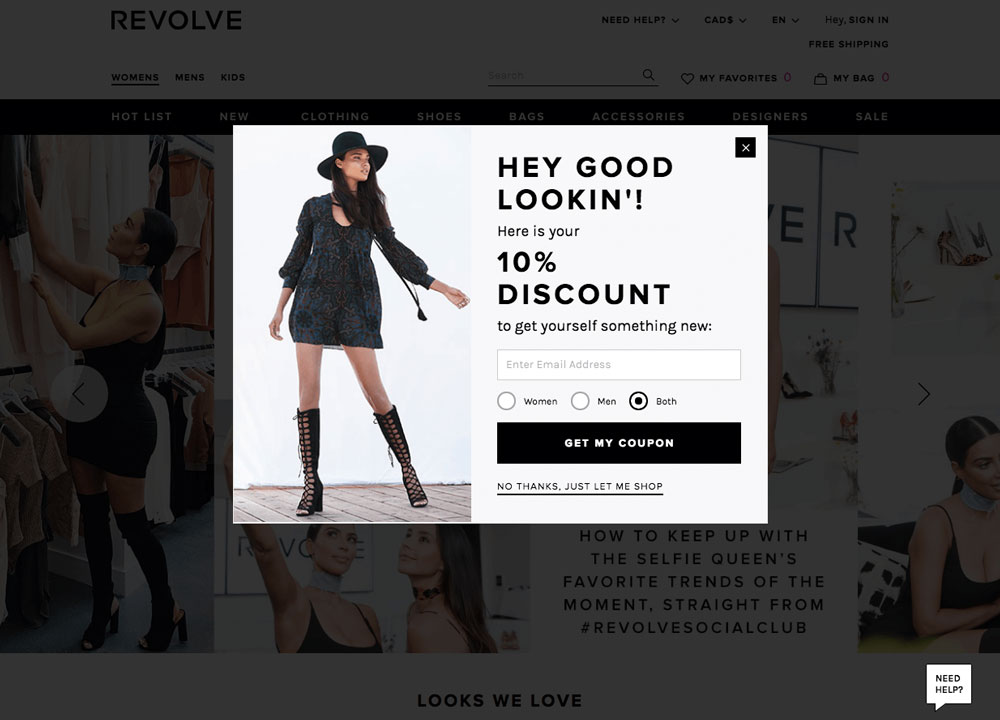 REVOLVE
NEED HELP?
CAD$
EN
Hey, SIGN IN
FREE SHIPPING
WOMENS
MENS
KIDS
Search
MY FAVORITES 0
MY BAG 0
HOT LIST
NEW
CLOTHING
SHOES
BAGS
ACCESSORIES
DESIGNERS
SALE
HEY GOOD
LOOKIN'!
Here is your
10%
DISCOUNT
to get yourself something new:
Enter Email Address
Women
Men
Both
GET MY COUPON
NO THANKS, JUST LET ME SHOP
HOW TO KEEP UP WITH
THE SELFIE QUEEN'S
FAVORITE TRENDS OF THE
MOMENT, STRAIGHT FROM
#REVOLVESOCIALCLUB
LOOKS WE LOVE
NEED
HELP?